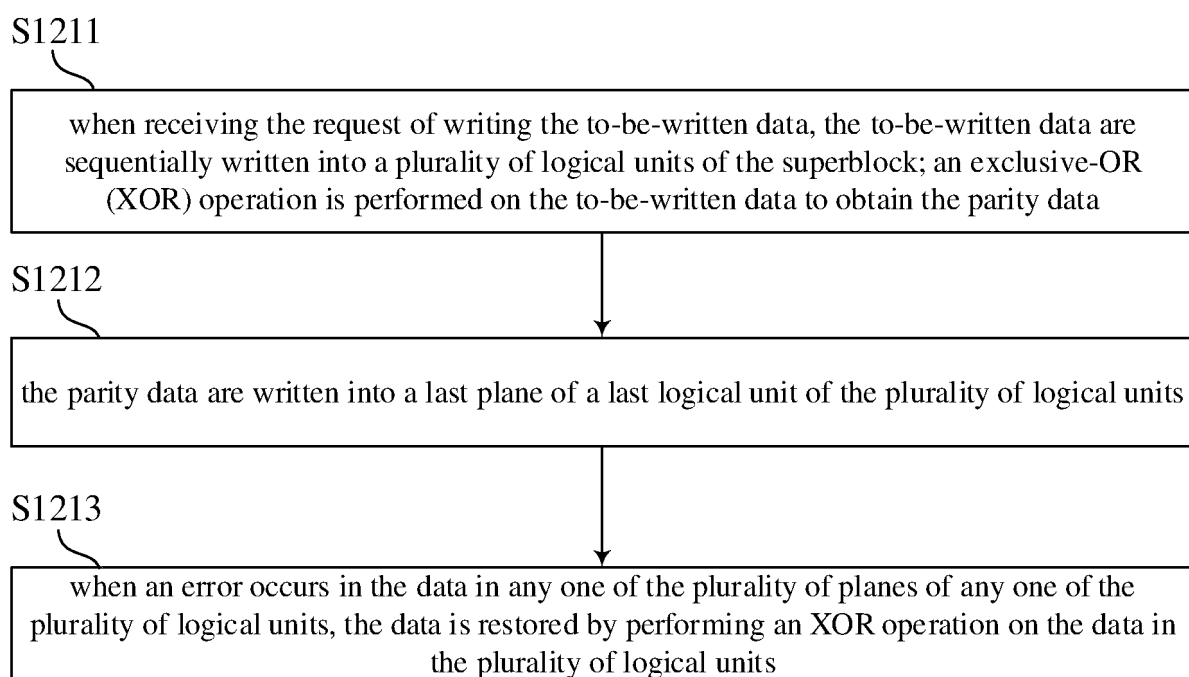 S1211
when receiving the request of writing the to-be-written data, the to-be-written data are
sequentially written into a plurality of logical units of the superblock; an exclusive-OR
(XOR) operation is performed on the to-be-written data to obtain the parity data
S1212
the parity data are written into a last plane of a last logical unit of the plurality of logical units
S1213
when an error occurs in the data in any one of the plurality of planes of any one of the
plurality of logical units, the data is restored by performing an XOR operation on the data in
the plurality of logical units